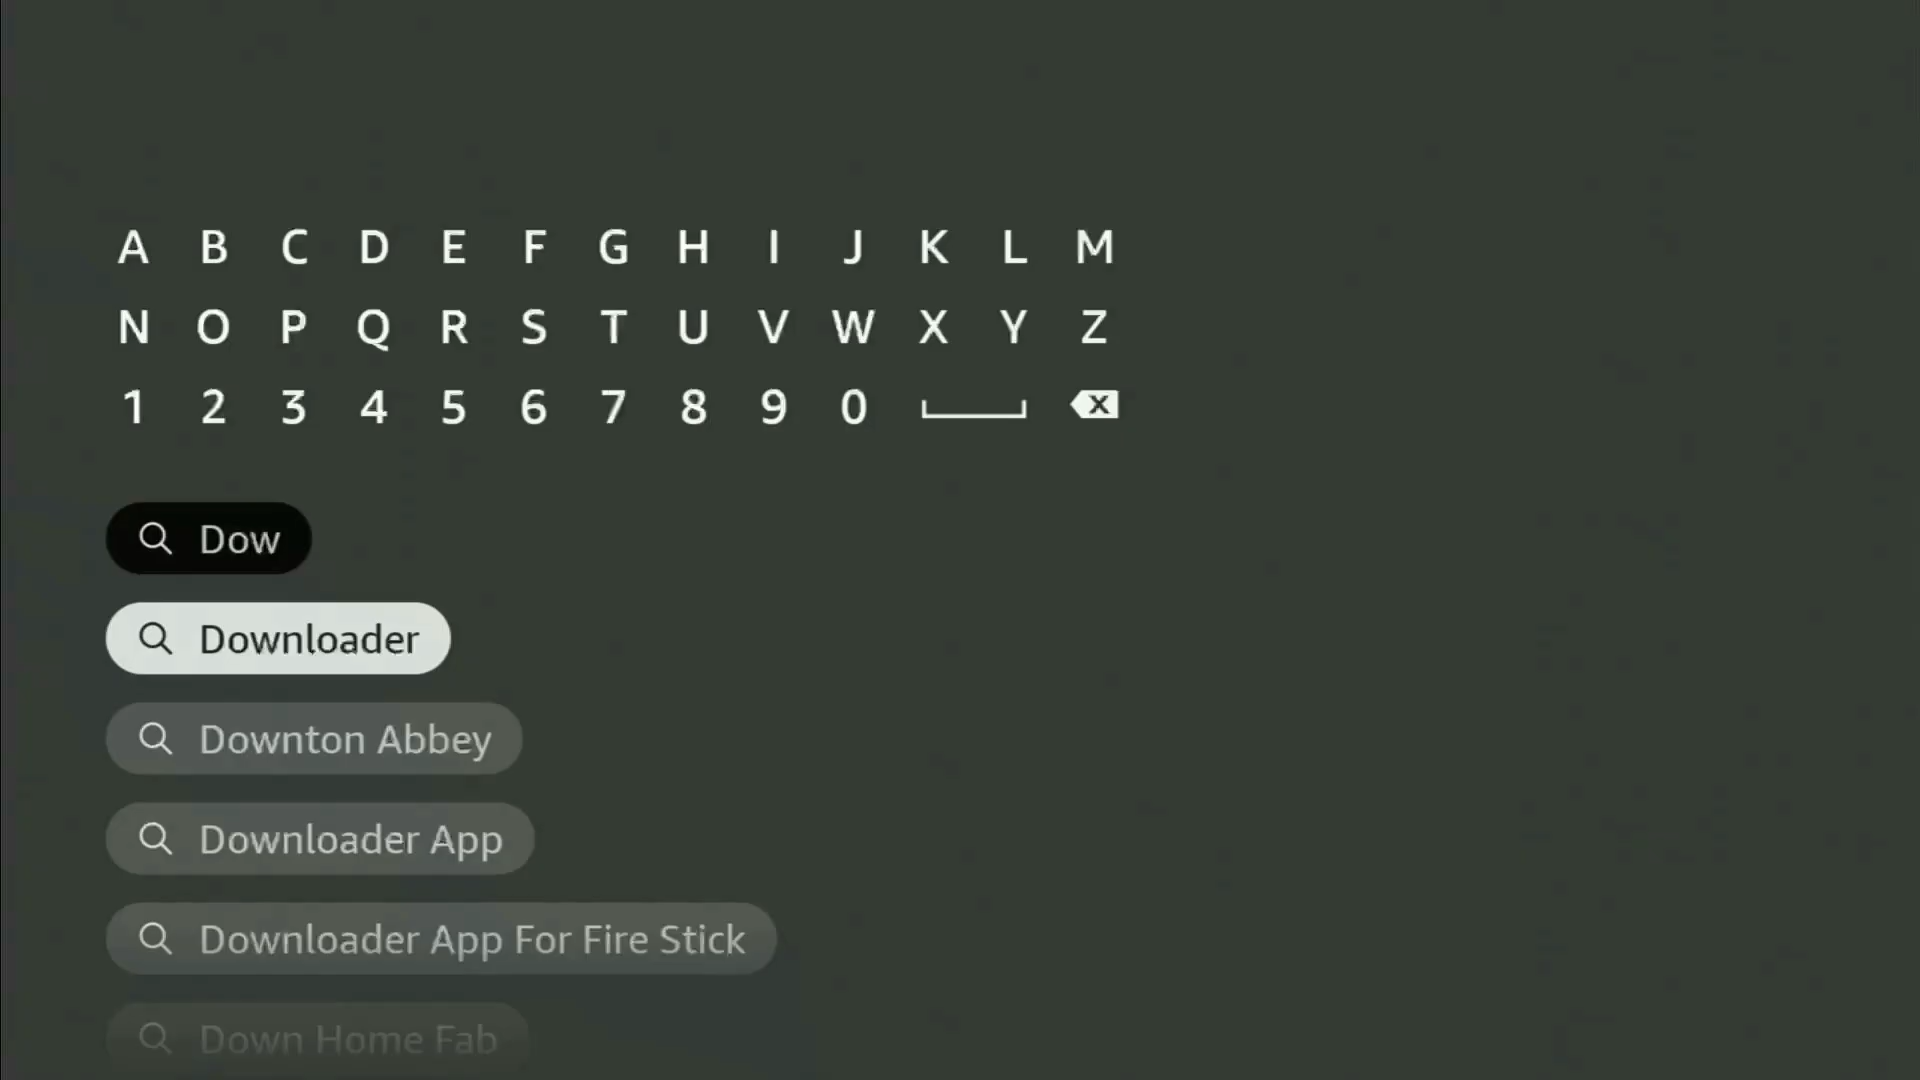 A B C D E F G H I J K L M
N O P Q R S T U V W X Y Z
1 2 3 4 5 6 7 8 9 0
Dow
Downloader
Downton Abbey
Downloader App
Downloader App For Fire Stick
Down Home Fab